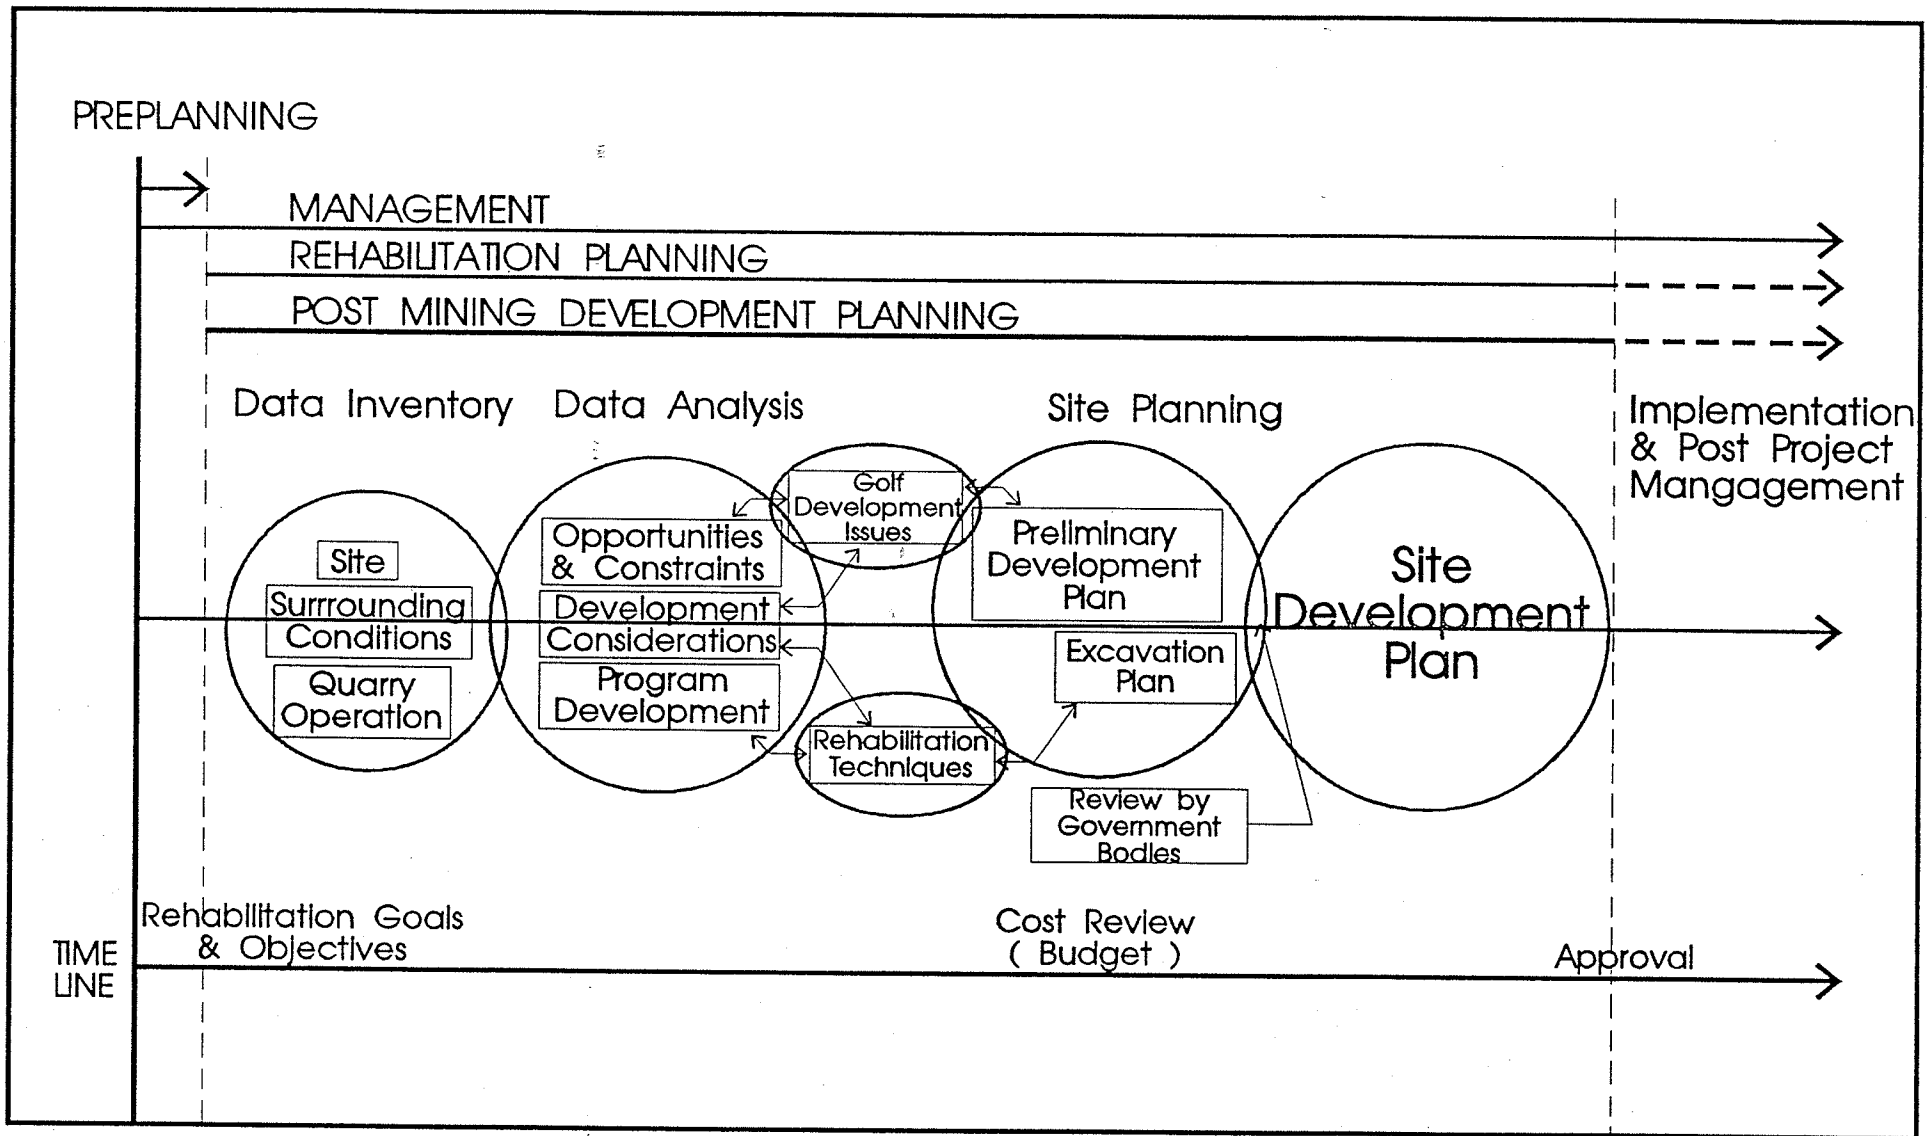 PREPLANNING
MANAGEMENT
REHABILITATION PLANNING
POST MINING DEVELOPMENT PLANNING
Data Inventory
Data Analysis
Site Planning
Implementation
& Post Project
Mangagement
Site
Surrrounding
Conditions
Quarry
Operation
Opportunities
& Constraints
Development
Considerations
Program
Development
Golf
Development
Issues
Rehabilitation
Techniques
Preliminary
Development
Plan
Excavation
Plan
Review by
Government
Bodies
Site
Development
Plan
Rehabilitation Goals
& Objectives
Cost Review
( Budget )
Approval
TIME
LINE